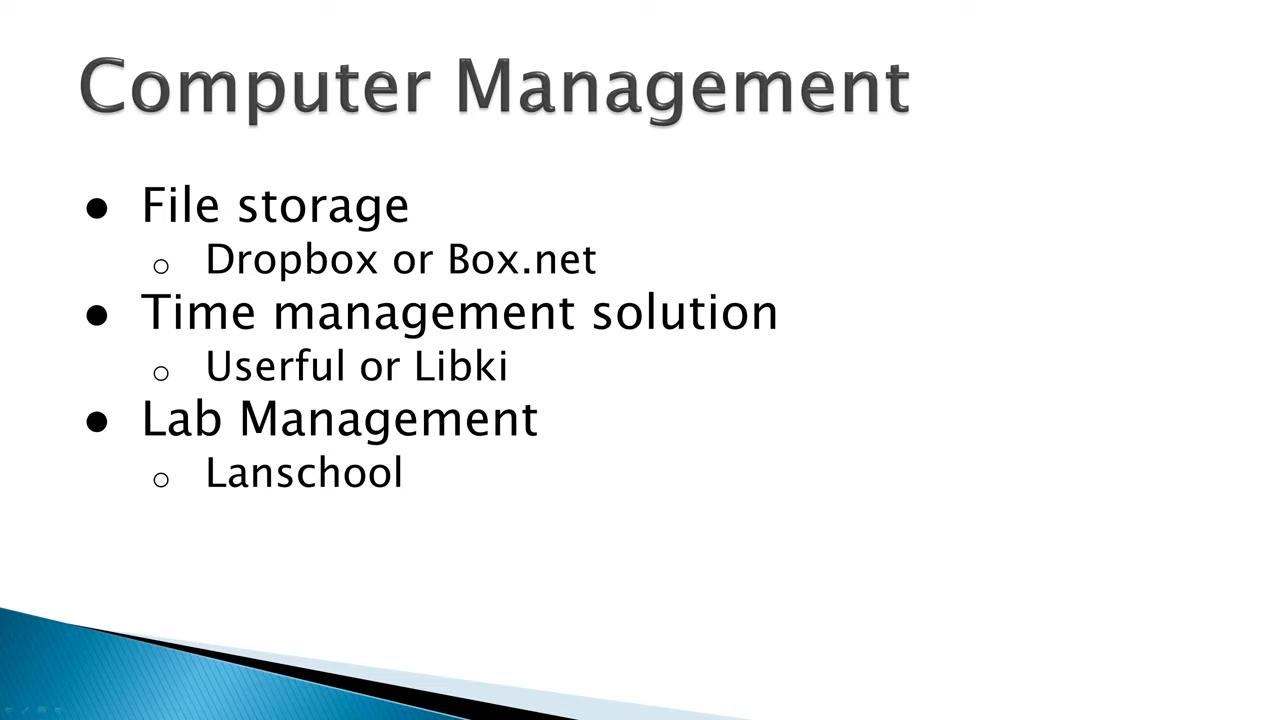 Computer Management
● File storage
o Dropbox or Box.net
● Time management solution
o Userful or Libki
● Lab Management
o Lanschool